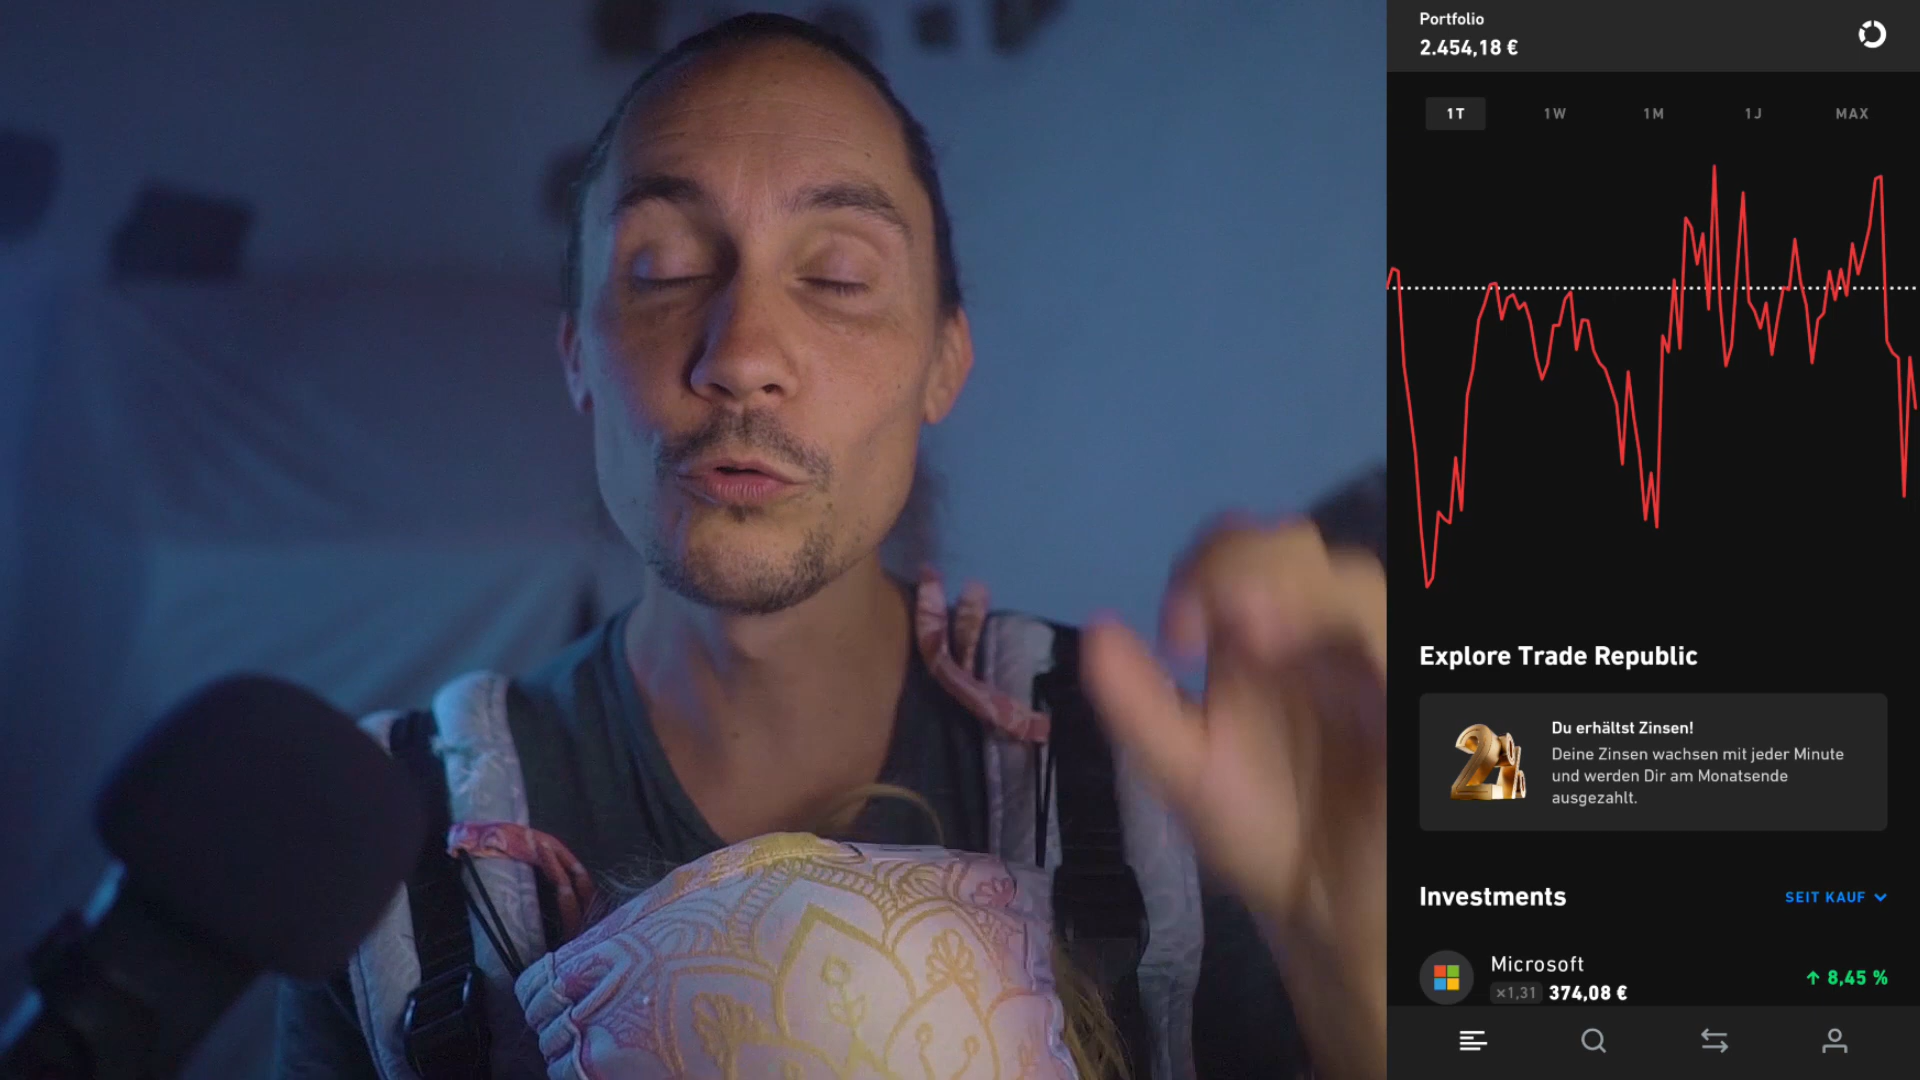 Portfolio
2.454,18 €
1T 1W 1M 1J MAX
Explore Trade Republic
Du erhältst Zinsen!
Deine Zinsen wachsen mit jeder Minute
und werden Dir am Monatsende
ausgezahlt.
Investments SEIT KAUF
Microsoft
×1,31 374,08 € ↑ 8,45 %